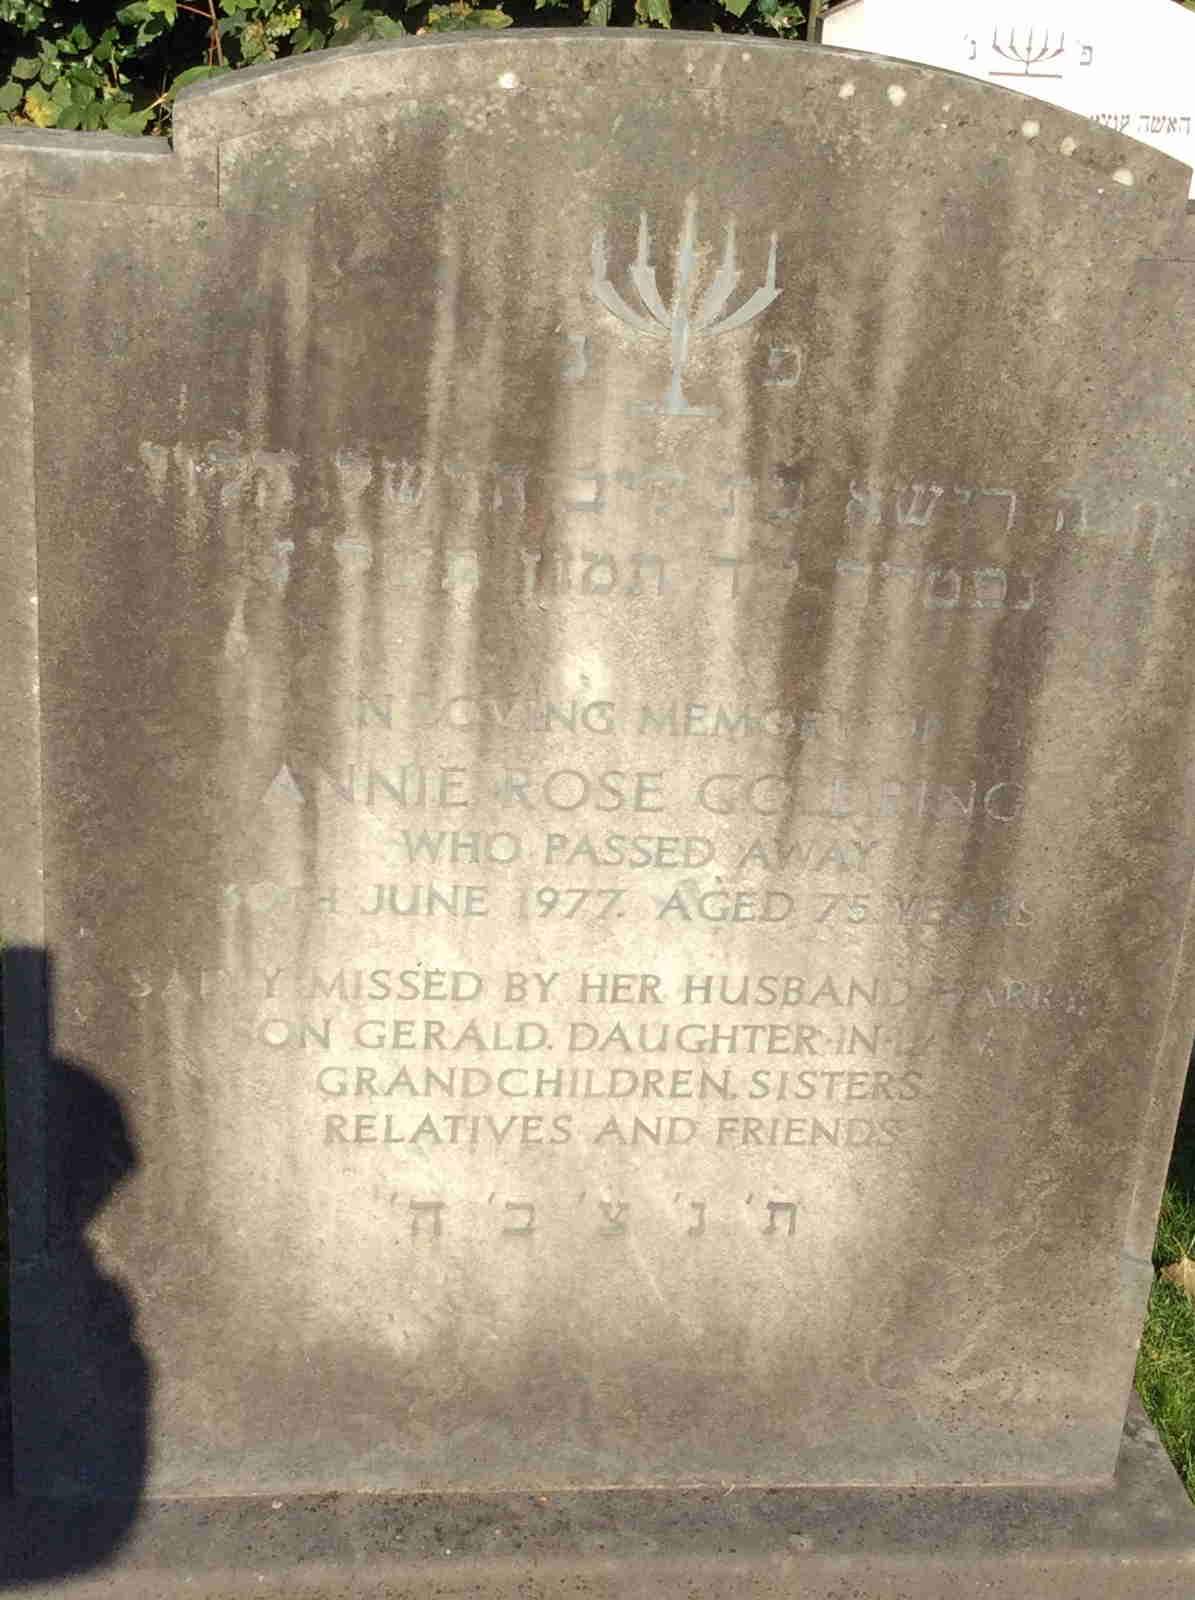 פ' נ'
פ' נ'
האשה
רישא בת ליב הרשל הלוי
נפטרה יד תמוז
IN LOVING MEMORY OF
ANNIE ROSE GOLDRING
WHO PASSED AWAY
30TH JUNE 1977. AGED 75 YEARS
SADLY MISSED BY HER HUSBAND HARRY
SON GERALD. DAUGHTER-IN-LAW
GRANDCHILDREN. SISTERS.
RELATIVES AND FRIENDS
ת' נ' צ' ב' ה'